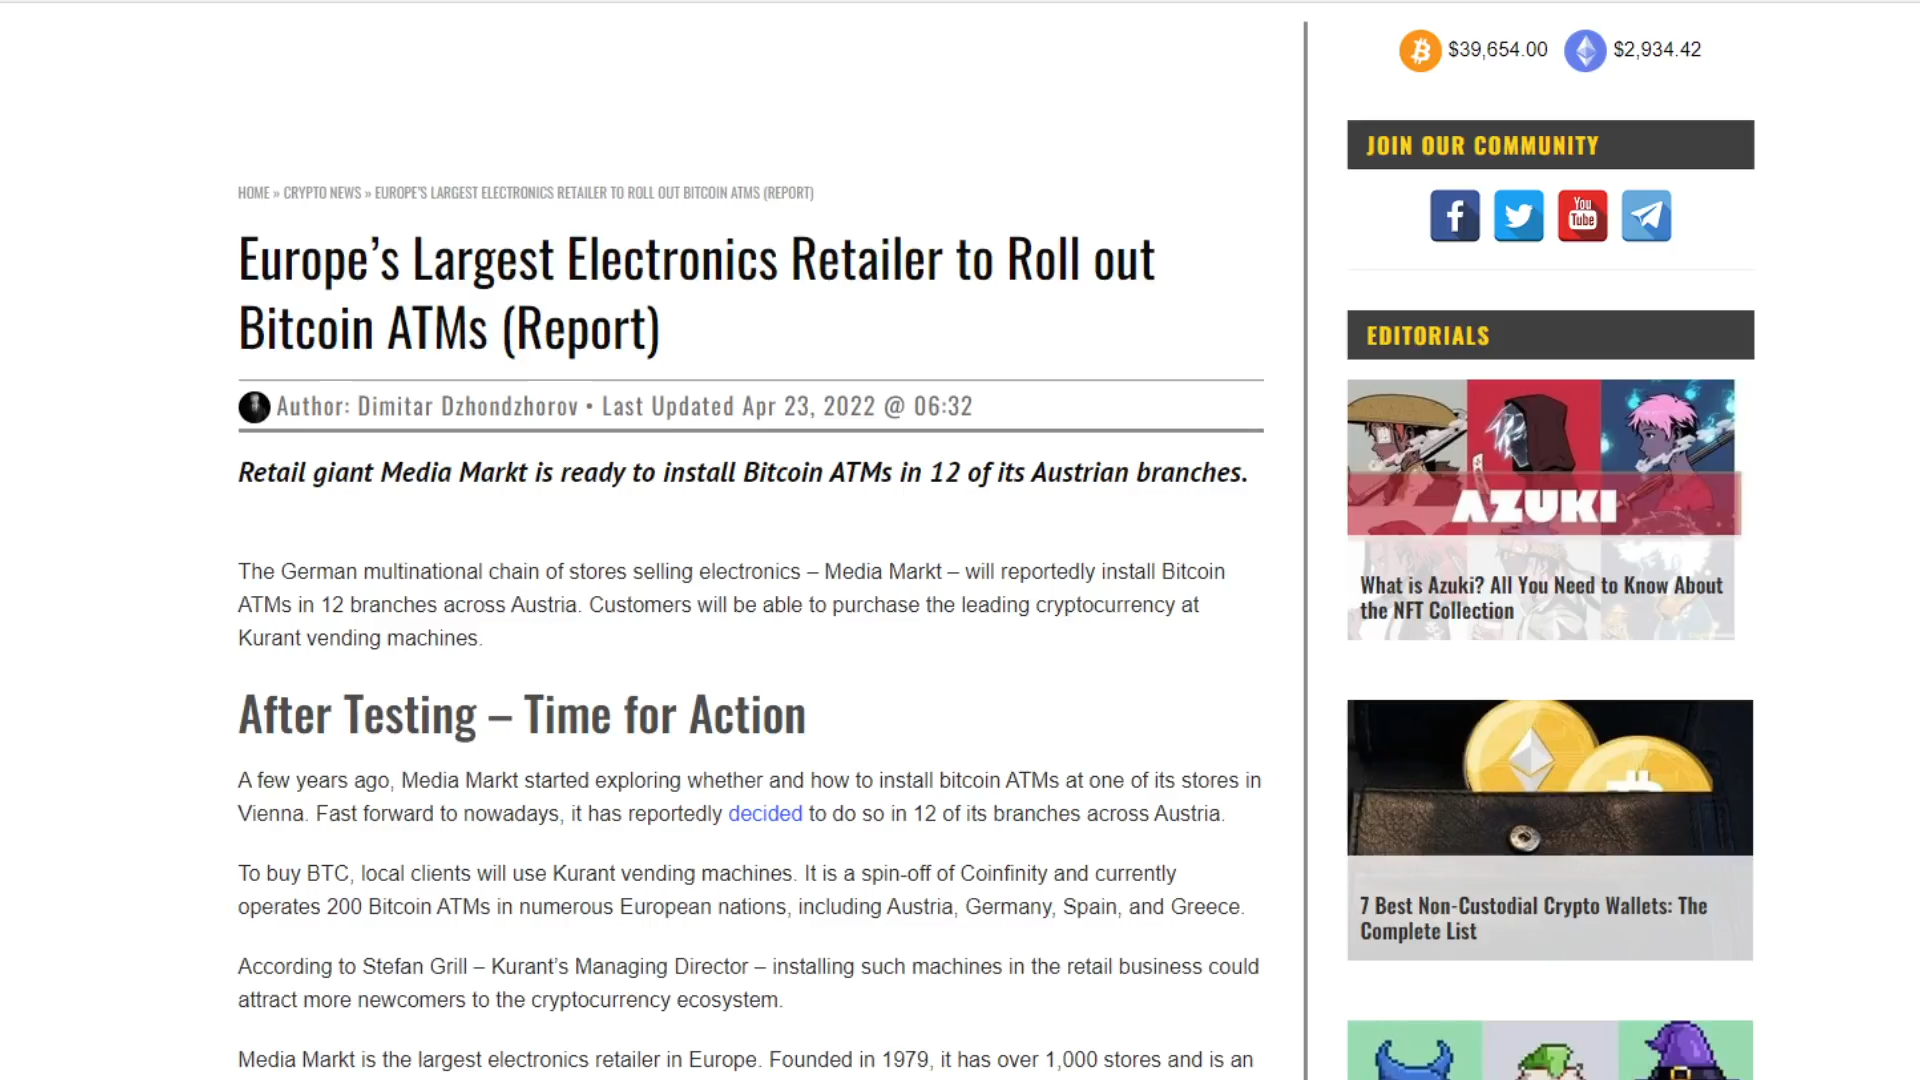 $39,654.00 $2,934.42
JOIN OUR COMMUNITY
You
Tube
HOME » CRYPTO NEWS » EUROPE'S LARGEST ELECTRONICS RETAILER TO ROLL OUT BITCOIN ATMS (REPORT)
Europe’s Largest Electronics Retailer to Roll out
Bitcoin ATMs (Report)
Author: Dimitar Dzhondzhorov • Last Updated Apr 23, 2022 @ 06:32
Retail giant Media Markt is ready to install Bitcoin ATMs in 12 of its Austrian branches.
The German multinational chain of stores selling electronics – Media Markt – will reportedly install Bitcoin
ATMs in 12 branches across Austria. Customers will be able to purchase the leading cryptocurrency at
Kurant vending machines.
After Testing – Time for Action
A few years ago, Media Markt started exploring whether and how to install bitcoin ATMs at one of its stores in
Vienna. Fast forward to nowadays, it has reportedly decided to do so in 12 of its branches across Austria.
To buy BTC, local clients will use Kurant vending machines. It is a spin-off of Coinfinity and currently
operates 200 Bitcoin ATMs in numerous European nations, including Austria, Germany, Spain, and Greece.
According to Stefan Grill – Kurant’s Managing Director – installing such machines in the retail business could
attract more newcomers to the cryptocurrency ecosystem.
Media Markt is the largest electronics retailer in Europe. Founded in 1979, it has over 1,000 stores and is an
EDITORIALS
AZUKI
What is Azuki? All You Need to Know About
the NFT Collection
7 Best Non-Custodial Crypto Wallets: The
Complete List